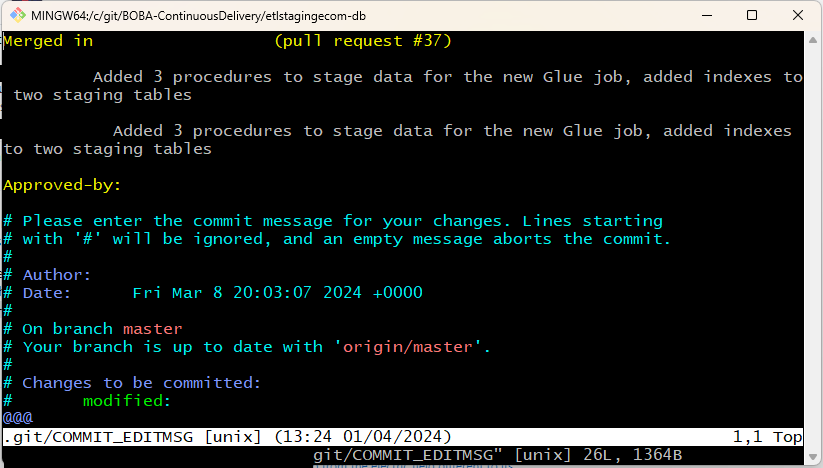 MINGW64:/c/git/BOBA-ContinuousDelivery/etlstagingecom-db
Merged in (pull request #37)
Added 3 procedures to stage data for the new Glue job, added indexes to
two staging tables
Added 3 procedures to stage data for the new Glue job, added indexes
to two staging tables
Approved-by:
# Please enter the commit message for your changes. Lines starting
# with '#' will be ignored, and an empty message aborts the commit.
#
# Author:
# Date: Fri Mar 8 20:03:07 2024 +0000
#
# On branch master
# Your branch is up to date with 'origin/master'.
#
# Changes to be committed:
# modified:
@@@
.git/COMMIT_EDITMSG [unix] (13:24 01/04/2024) 1,1 Top
git/COMMIT_EDITMSG" [unix] 26L, 1364B